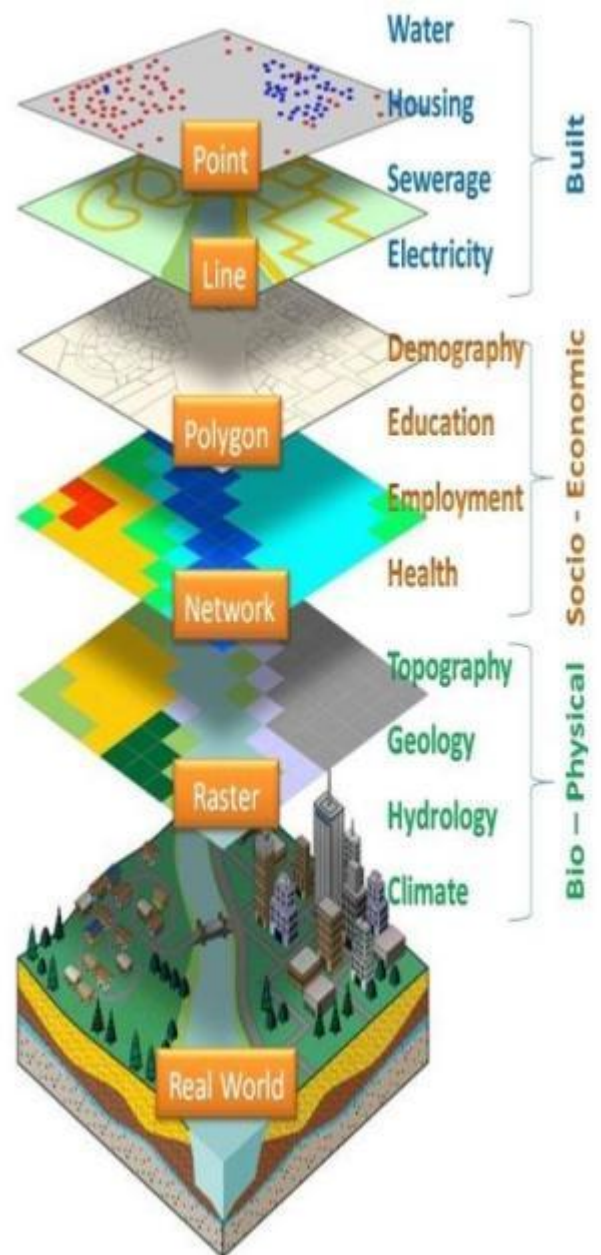 Water
Housing
Point
Sewerage
Line
Electricity
Built
Demography
Polygon
Education
Employment
Network
Health
Socio - Economic
Topography
Geology
Raster
Hydrology
Climate
Bio – Physical
Real World